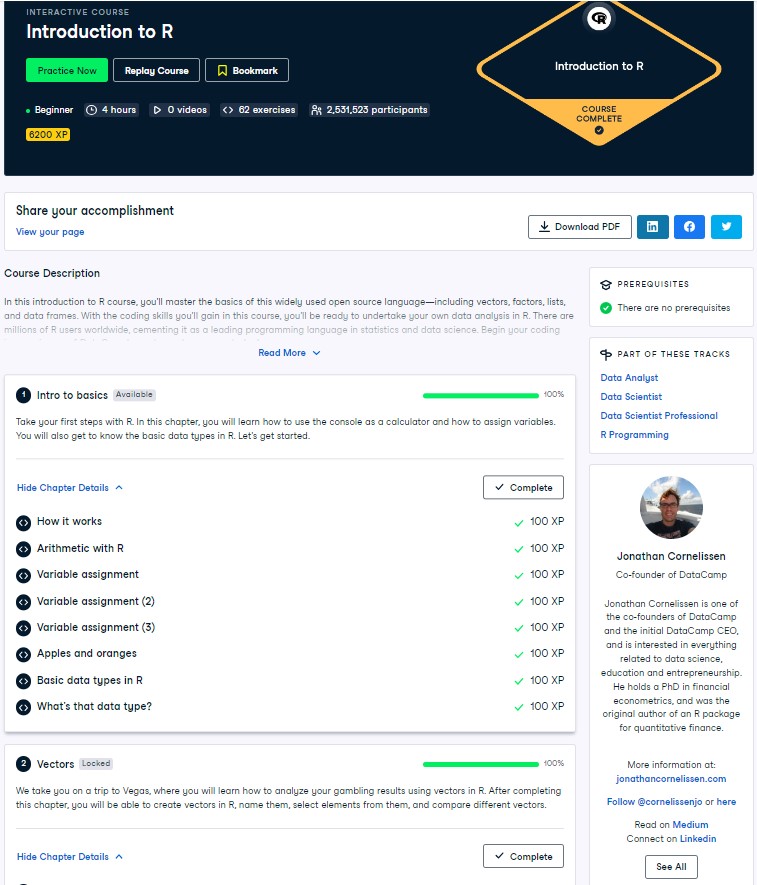 INTERACTIVE COURSE
Introduction to R
Practice Now
Replay Course
Bookmark
Beginner
4 hours
0 videos
62 exercises
2,531,523 participants
6200 XP
R
Introduction to R
COURSE
COMPLETE
Share your accomplishment
View your page
Download PDF
in
f
Course Description
In this introduction to R course, you'll master the basics of this widely used open source language—including vectors, factors, lists,
and data frames. With the coding skills you'll gain in this course, you'll be ready to undertake your own data analysis in R. There are
millions of R users worldwide, cementing it as a leading programming language in statistics and data science. Begin your coding
Read More
1 Intro to basics Available 100%
Take your first steps with R. In this chapter, you will learn how to use the console as a calculator and how to assign variables.
You will also get to know the basic data types in R. Let's get started.
Hide Chapter Details
Complete
How it works 100 XP
Arithmetic with R 100 XP
Variable assignment 100 XP
Variable assignment (2) 100 XP
Variable assignment (3) 100 XP
Apples and oranges 100 XP
Basic data types in R 100 XP
What's that data type? 100 XP
2 Vectors Locked 100%
We take you on a trip to Vegas, where you will learn how to analyze your gambling results using vectors in R. After completing
this chapter, you will be able to create vectors in R, name them, select elements from them, and compare different vectors.
Hide Chapter Details
Complete
PREREQUISITES
There are no prerequisites
PART OF THESE TRACKS
Data Analyst
Data Scientist
Data Scientist Professional
R Programming
Jonathan Cornelissen
Co-founder of DataCamp
Jonathan Cornelissen is one of
the co-founders of DataCamp
and the initial DataCamp CEO,
and is interested in everything
related to data science,
education and entrepreneurship.
He holds a PhD in financial
econometrics, and was the
original author of an R package
for quantitative finance.
More information at:
jonathancornelissen.com
Follow @cornelissenjo or here
Read on Medium
Connect on Linkedin
See All